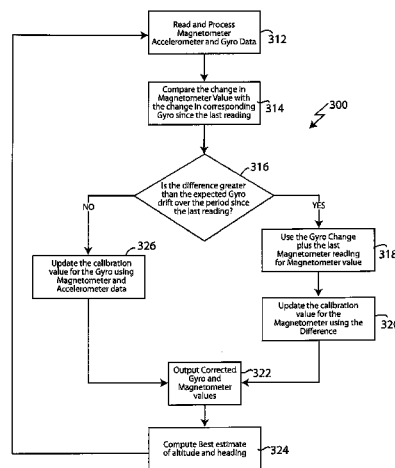 Read and Process
Magnetometer
Accelerometer and Gyro Data
312
Compare the change in
Magnetometer Value with
the change in corresponding
Gyro since the last reading
314
300
316
Is the difference greater
than the expected Gyro
drift over the period since
the last reading?
NO
YES
326
Update the calibration
value for the Gyro using
Magnetometer and
Accelerometer data
Use the Gyro Change
plus the last
Magnetometer reading
for Magnetometer value
318
Update the calibration
value for the
Magnetometer using the
Difference
320
Output Corrected
Gyro and
Magnetometer
values
322
Compute Best estimate
of altitude and heading
324